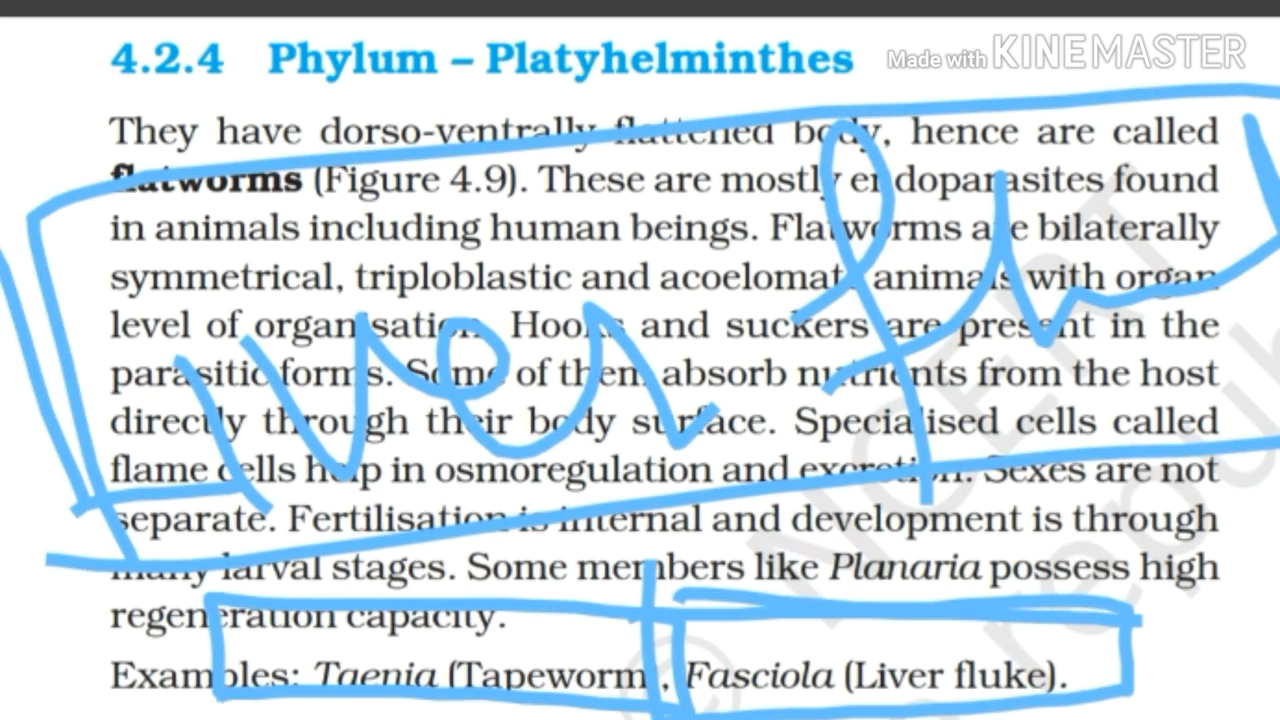 4.2.4 Phylum – Platyhelminthes
Made with KINEMASTER
They have dorso-ventrally flattened body, hence are called
flatworms (Figure 4.9). These are mostly endoparasites found
in animals including human beings. Flatworms are bilaterally
symmetrical, triploblastic and acoelomate animals with organ
level of organisation. Hooks and suckers are present in the
parasitic forms. Some of them absorb nutrients from the host
directly through their body surface. Specialised cells called
flame cells help in osmoregulation and excretion. Sexes are not
separate. Fertilisation is internal and development is through
many larval stages. Some members like Planaria possess high
regeneration capacity.
Examples: Taenia (Tapeworm), Fasciola (Liver fluke).
Liver
© NCERT